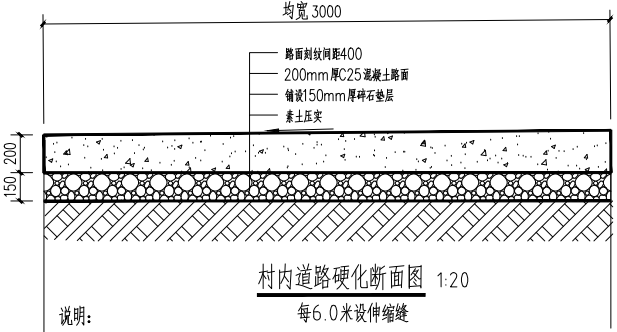 均宽3000
路面刻纹间距400
200mm厚C25混凝土路面
铺设150mm厚碎石垫层
素土压实
200
150
村内道路硬化断面图 1:20
每6.0米设伸缩缝
说明: